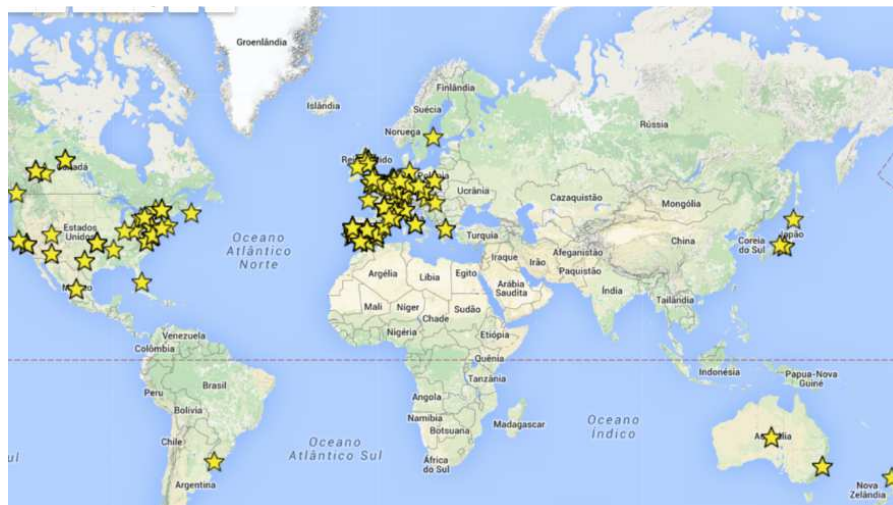 Groenlândia
Islândia
Finlândia
Suécia
Noruega
Rússia
Ucrânia
Cazaquistão
Mongólia
Estados
Unidos
Oceano
Atlântico
Norte
Turquia
Coreia
do Sul
China
Afeganistão
Iraque
Irão
Paquistão
Argélia
Líbia
Egito
Arábia
Saudita
Índia
Tailândia
Mali
Níger
Chade
Sudão
Nigéria
Etiópia
Venezuela
Colômbia
Quênia
Indonésia
Papua-Nova
Guiné
Tanzânia
Brasil
Peru
Angola
Bolívia
Namíbia
Botsuana
Madagascar
Oceano
Índico
Chile
Oceano
Atlântico Sul
África
do Sul
Argentina
Nova
Zelândia